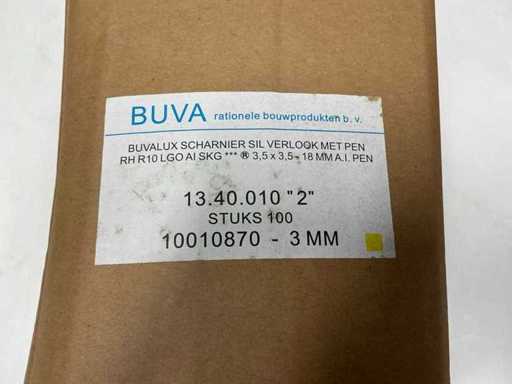 BUVA rationele bouwprodukten b.v.
BUVALUX SCHARNIER SIL VERLOOK MET PEN
RH R10 LGO AI SKG *** ® 3,5 x 3,5 - 18 MM A.I. PEN
13.40.010 "2"
STUKS 100
10010870 - 3 MM